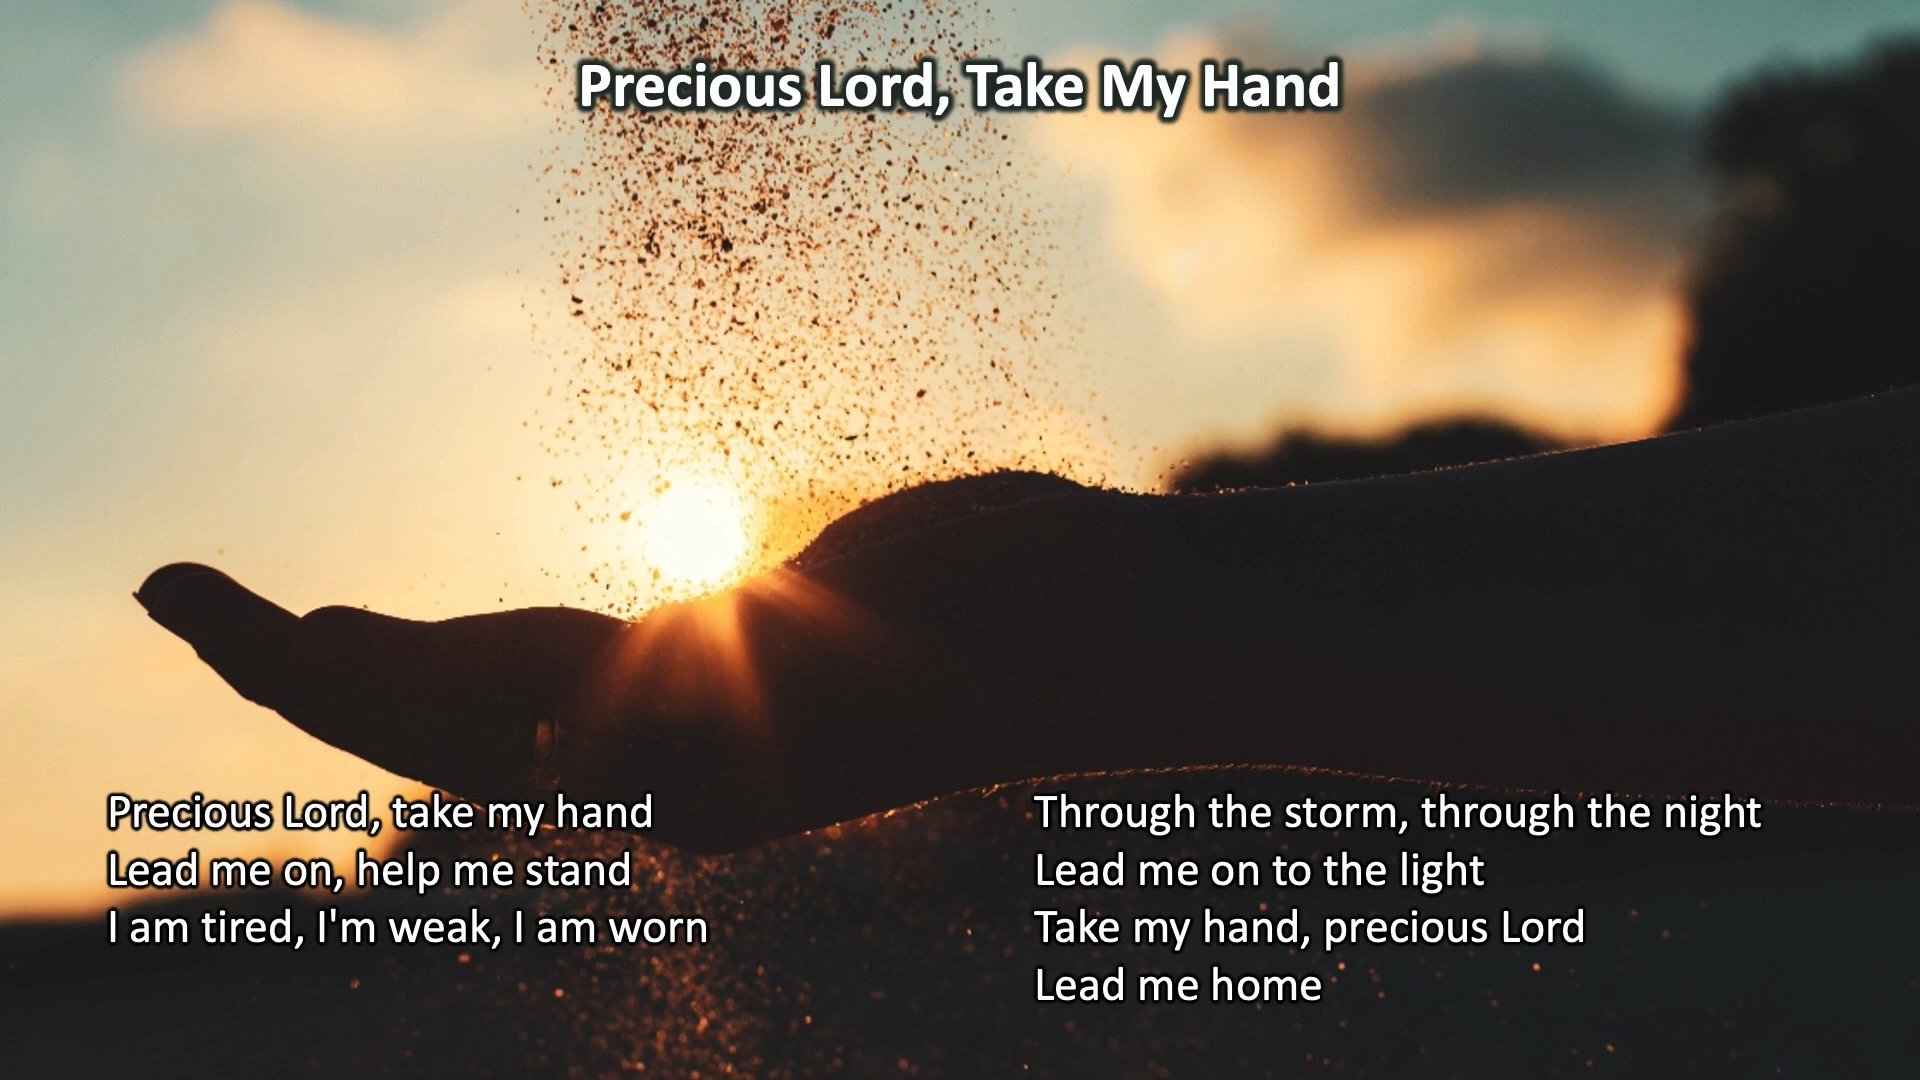 Precious Lord, Take My Hand
Precious Lord, take my hand
Lead me on, help me stand
I am tired, I'm weak, I am worn
Through the storm, through the night
Lead me on to the light
Take my hand, precious Lord
Lead me home